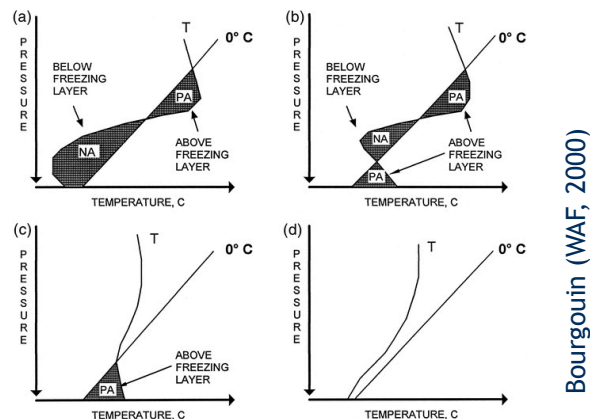 (a)
T
0° C
PRESSURE
BELOW
FREEZING
LAYER
PA
NA
ABOVE
FREEZING
LAYER
TEMPERATURE, C
(b)
T
0° C
PRESSURE
BELOW
FREEZING
LAYER
PA
NA
ABOVE
FREEZING
LAYER
PA
TEMPERATURE, C
(c)
T
0° C
PRESSURE
ABOVE
FREEZING
LAYER
PA
TEMPERATURE, C
(d)
T
0° C
PRESSURE
TEMPERATURE, C
Bourgouin (WAF, 2000)